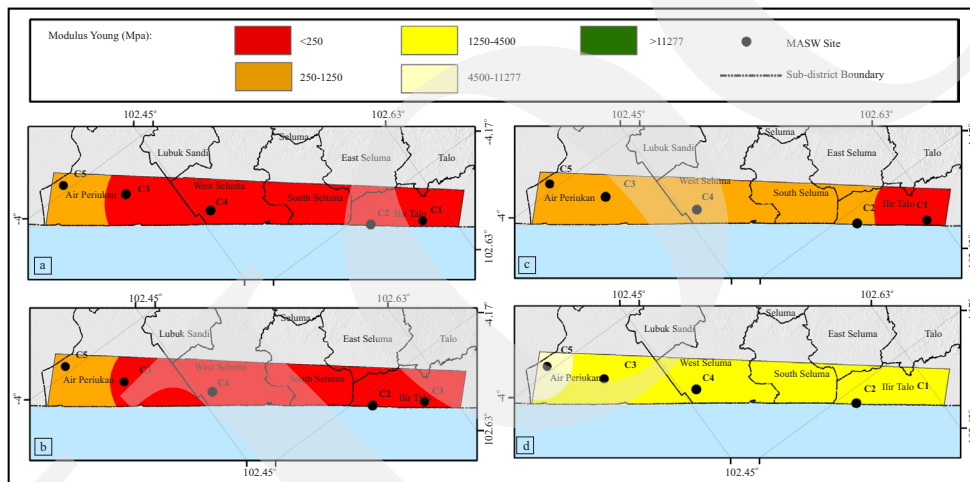 Modulus Young (Mpa):
<250
1250-4500
>11277
MASW Site
250-1250
4500-11277
Sub-district Boundary
102.45°
102.63°
-4.17°
Seluma
Lubuk Sandi
East Seluma
Talo
C5
C3
West Seluma
Air Periukan
South Seluma
C4
Ilir Talo
C1
C2
-4°
102.63°
a
102.45°
102.63°
Seluma
Lubuk Sandi
East Seluma
Talo
C5
C3
West Seluma
Air Periukan
South Seluma
C4
Ilir Talo
C1
C2
-4°
c
102.45°
102.63°
-4.17°
Seluma
Lubuk Sandi
East Seluma
Talo
C5
C3
West Seluma
Air Periukan
South Seluma
C4
C1
C2
Ilir Talo
-4°
102.63°
b
102.45°
102.45°
102.63°
Seluma
Lubuk Sandi
East Seluma
Talo
C5
C3
West Seluma
Air Periukan
South Seluma
C4
C2
Ilir Talo
C1
-4°
d
102.45°